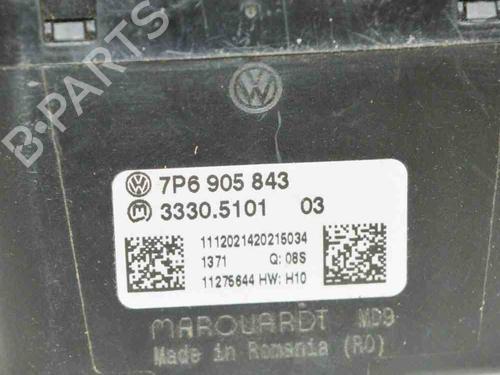 B-PARTS
7P6 905 843
3330.5101 03
1112021420215034
1371 Q: 08S
11275644 HW: H10
MARQUARDT MD9
Made in Romania (RO)